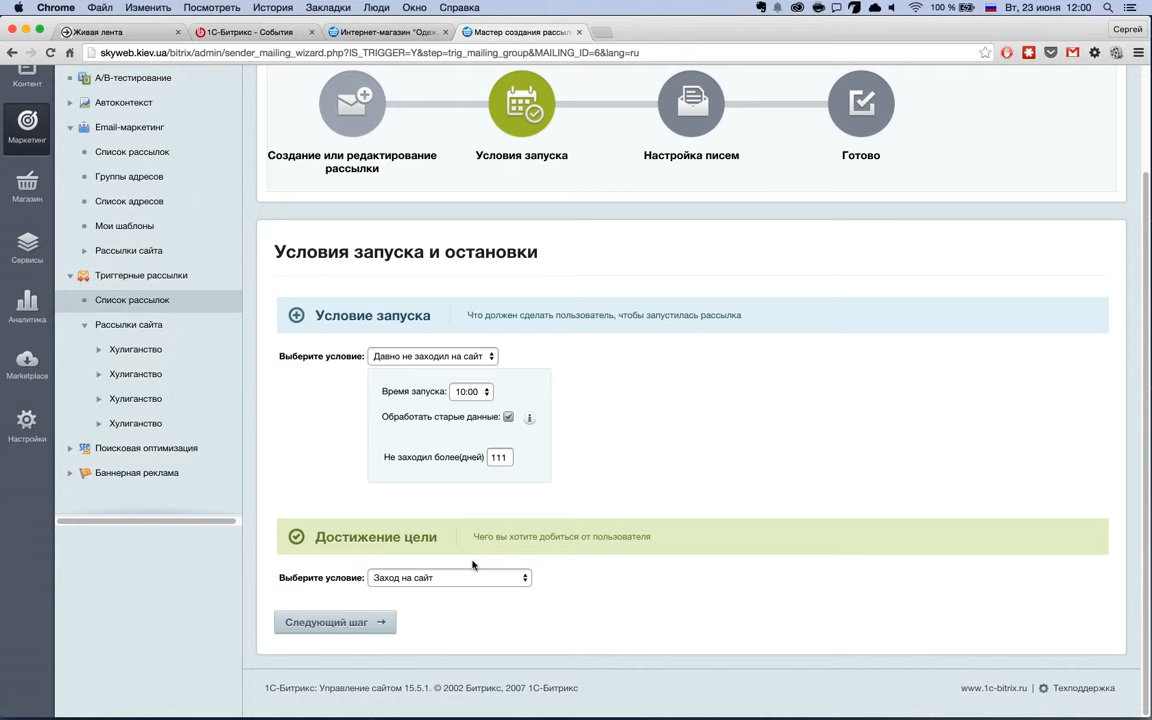 Chrome Файл Изменить Посмотреть История Закладки Люди Окно Справка 100 % Вт, 23 июня 12:00
Живая лента 1С-Битрикс - События Интернет-магазин "Одеж Мастер создания рассыл Сергей
skyweb.kiev.ua/bitrix/admin/sender_mailing_wizard.php?IS_TRIGGER=Y&step=trig_mailing_group&MAILING_ID=6&lang=ru
Контент
Маркетинг
Магазин
Сервисы
Аналитика
Marketplace
Настройки
A/B-тестирование
Автоконтекст
Email-маркетинг
Список рассылок
Группы адресов
Список адресов
Мои шаблоны
Рассылки сайта
Триггерные рассылки
Список рассылок
Рассылки сайта
Хулиганство
Хулиганство
Хулиганство
Хулиганство
Поисковая оптимизация
Баннерная реклама
Создание или редактирование рассылки
Условия запуска
Настройка писем
Готово
Условия запуска и остановки
Условие запуска Что должен сделать пользователь, чтобы запустилась рассылка
Выберите условие: Давно не заходил на сайт
Время запуска: 10:00
Обработать старые данные:
Не заходил более(дней) 111
Достижение цели Чего вы хотите добиться от пользователя
Выберите условие: Заход на сайт
Следующий шаг →
1С-Битрикс: Управление сайтом 15.5.1. © 2002 Битрикс, 2007 1С-Битрикс www.1c-bitrix.ru | Техподдержка